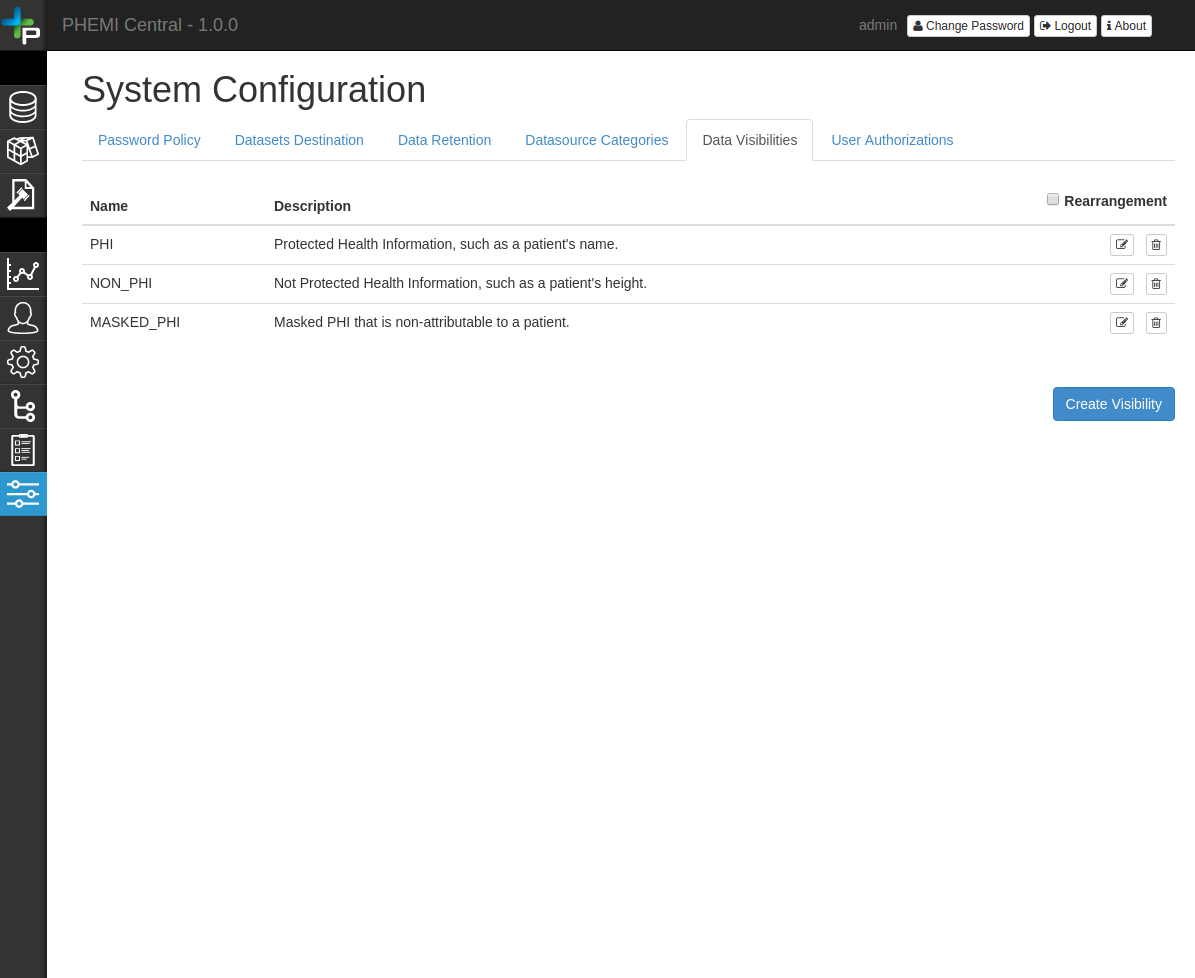 PHEMI Central - 1.0.0 admin Change Password Logout About
System Configuration
Password Policy Datasets Destination Data Retention Datasource Categories Data Visibilities User Authorizations
Name Description Rearrangement
PHI Protected Health Information, such as a patient's name.
NON_PHI Not Protected Health Information, such as a patient's height.
MASKED_PHI Masked PHI that is non-attributable to a patient.
Create Visibility